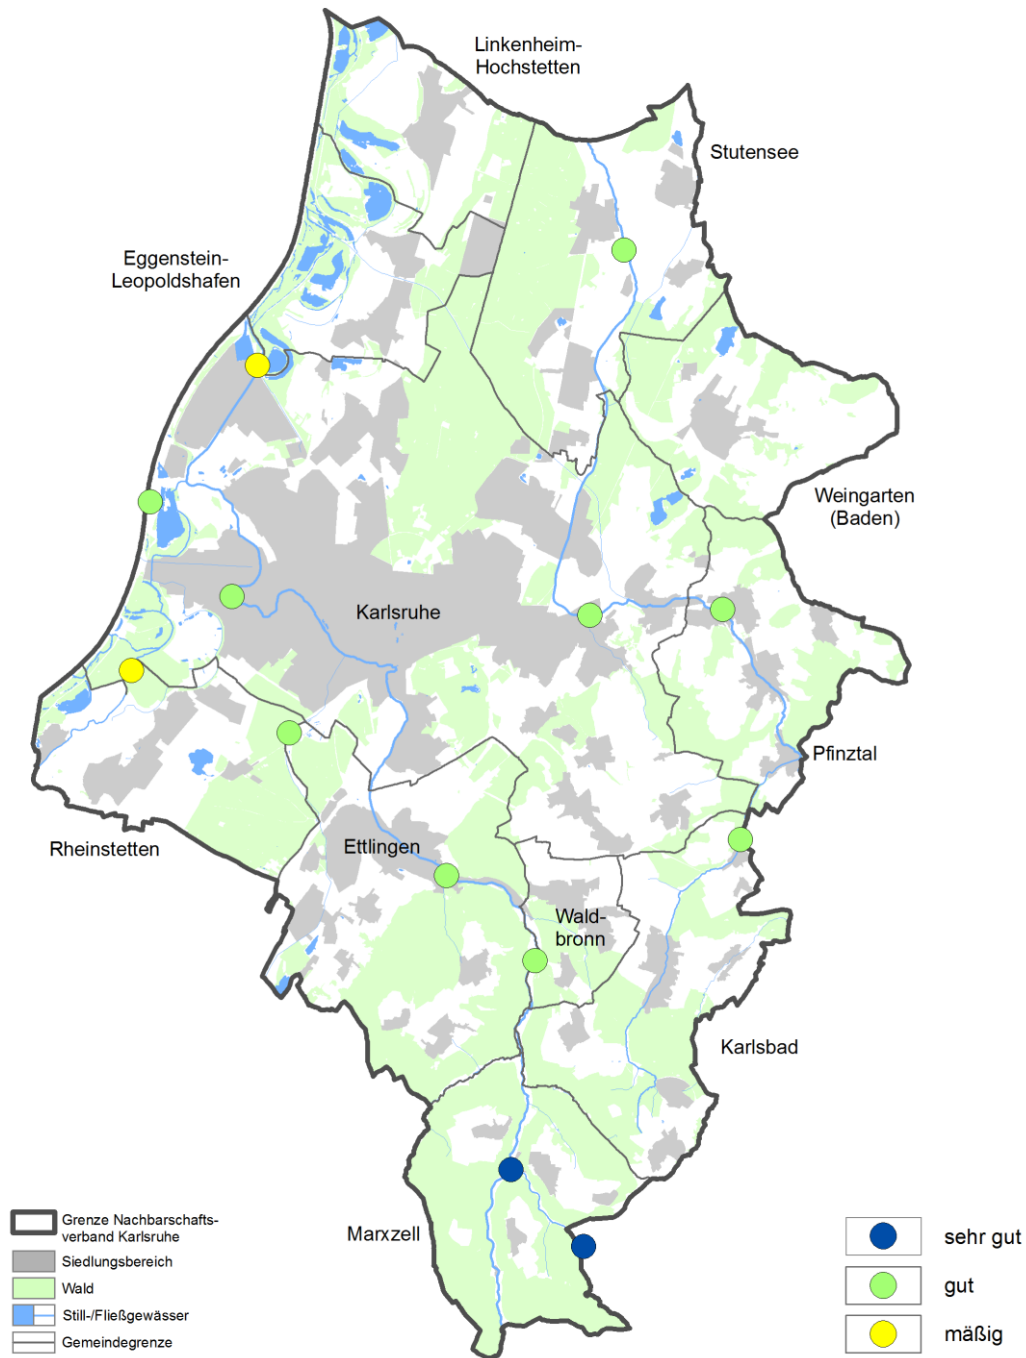 Linkenheim-
Hochstetten
Stutensee
Eggenstein-
Leopoldshafen
Weingarten
(Baden)
Karlsruhe
Pfinztal
Rheinstetten
Ettlingen
Wald-
bronn
Karlsbad
Marxzell
Grenze Nachbarschafts-
verband Karlsruhe
Siedlungsbereich
Wald
Still-/Fließgewässer
Gemeindegrenze
sehr gut
gut
mäßig